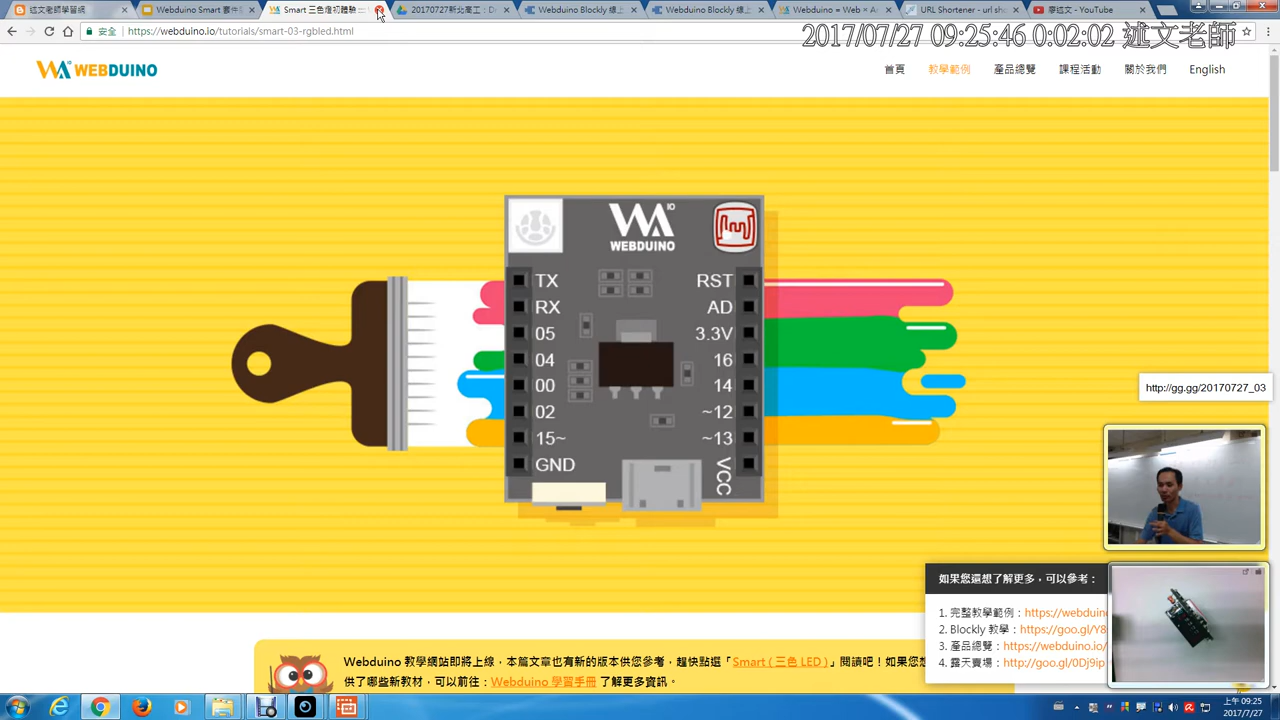 述文老師學習網
Webduino Smart 套件
Smart 三色燈初體驗
20170727新北高工
Webduino Blockly 線上
Webduino Blockly 線上
Webduino = Web × A
URL Shortener - url sho
廖述文 - YouTube
安全 https://webduino.io/tutorials/smart-03-rgbled.html
2017/07/27 09:25:46 0:02:02 述文老師
WEBDUINO
首頁 教學範例 產品總覽 課程活動 關於我們 English
IO
WEBDUINO
TX RST
RX AD
05 3.3V
04 16
00 14
02 ~12
15~ ~13
GND VCC
http://gg.gg/20170727_03
如果您還想了解更多，可以參考：
1. 完整教學範例：https://webduin
2. Blockly 教學：https://goo.gl/Y8
3. 產品總覽：https://webduino.io/
4. 露天賣場：http://goo.gl/0Dj9ip
Webduino 教學網站即將上線，本篇文章也有新的版本供您參考，趕快點選「Smart ( 三色 LED )」閱讀吧！如果您想
供了哪些新教材，可以前往：Webduino 學習手冊 了解更多資訊。
上午 09:25
2017/7/27